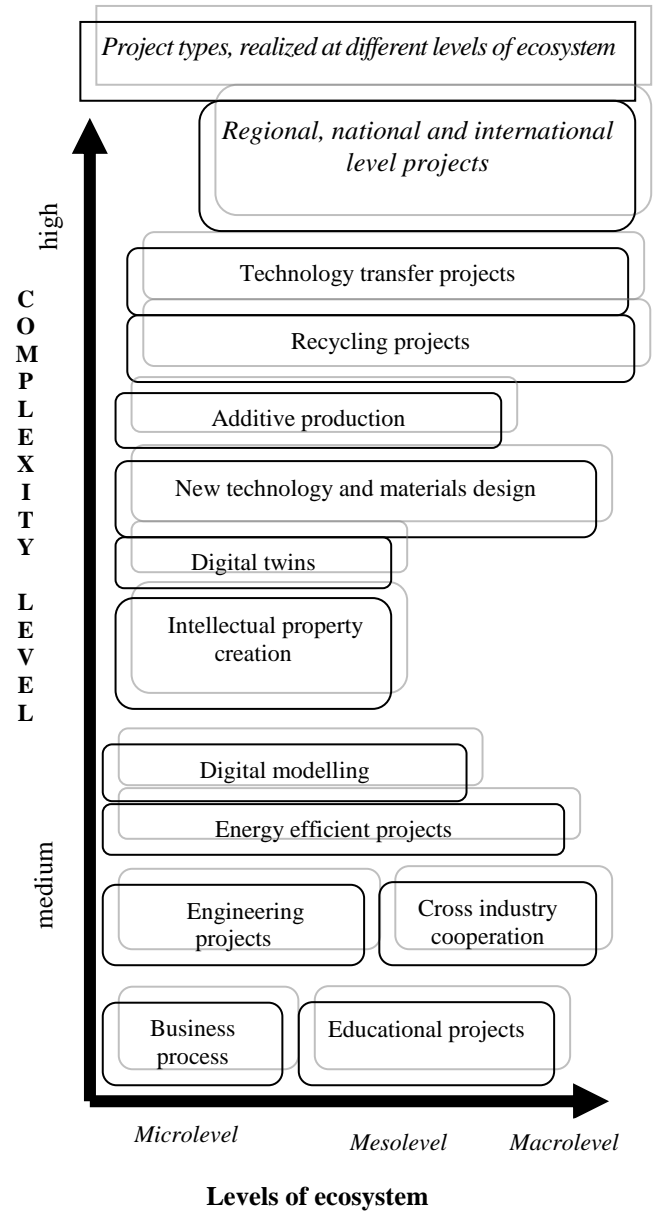 Project types, realized at different levels of ecosystem
Regional, national and international
level projects
high
Technology transfer projects
Recycling projects
Additive production
New technology and materials design
Digital twins
Intellectual property
creation
COMPLEXITY LEVEL
Digital modelling
Energy efficient projects
medium
Engineering
projects
Cross industry
cooperation
Business
process
Educational projects
Microlevel
Mesolevel
Macrolevel
Levels of ecosystem